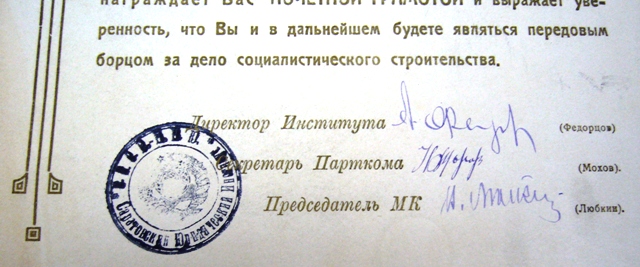 награждает Вас ПОЧЕТНОЙ ГРАМОТОЙ и выражает уве-
ренность, что Вы и в дальнейшем будете являться передовым
борцом за дело социалистического строительства.
Директор Института (Федорцов)
Секретарь Парткома (Мохов).
Председатель МК (Любкин).
Саратовский